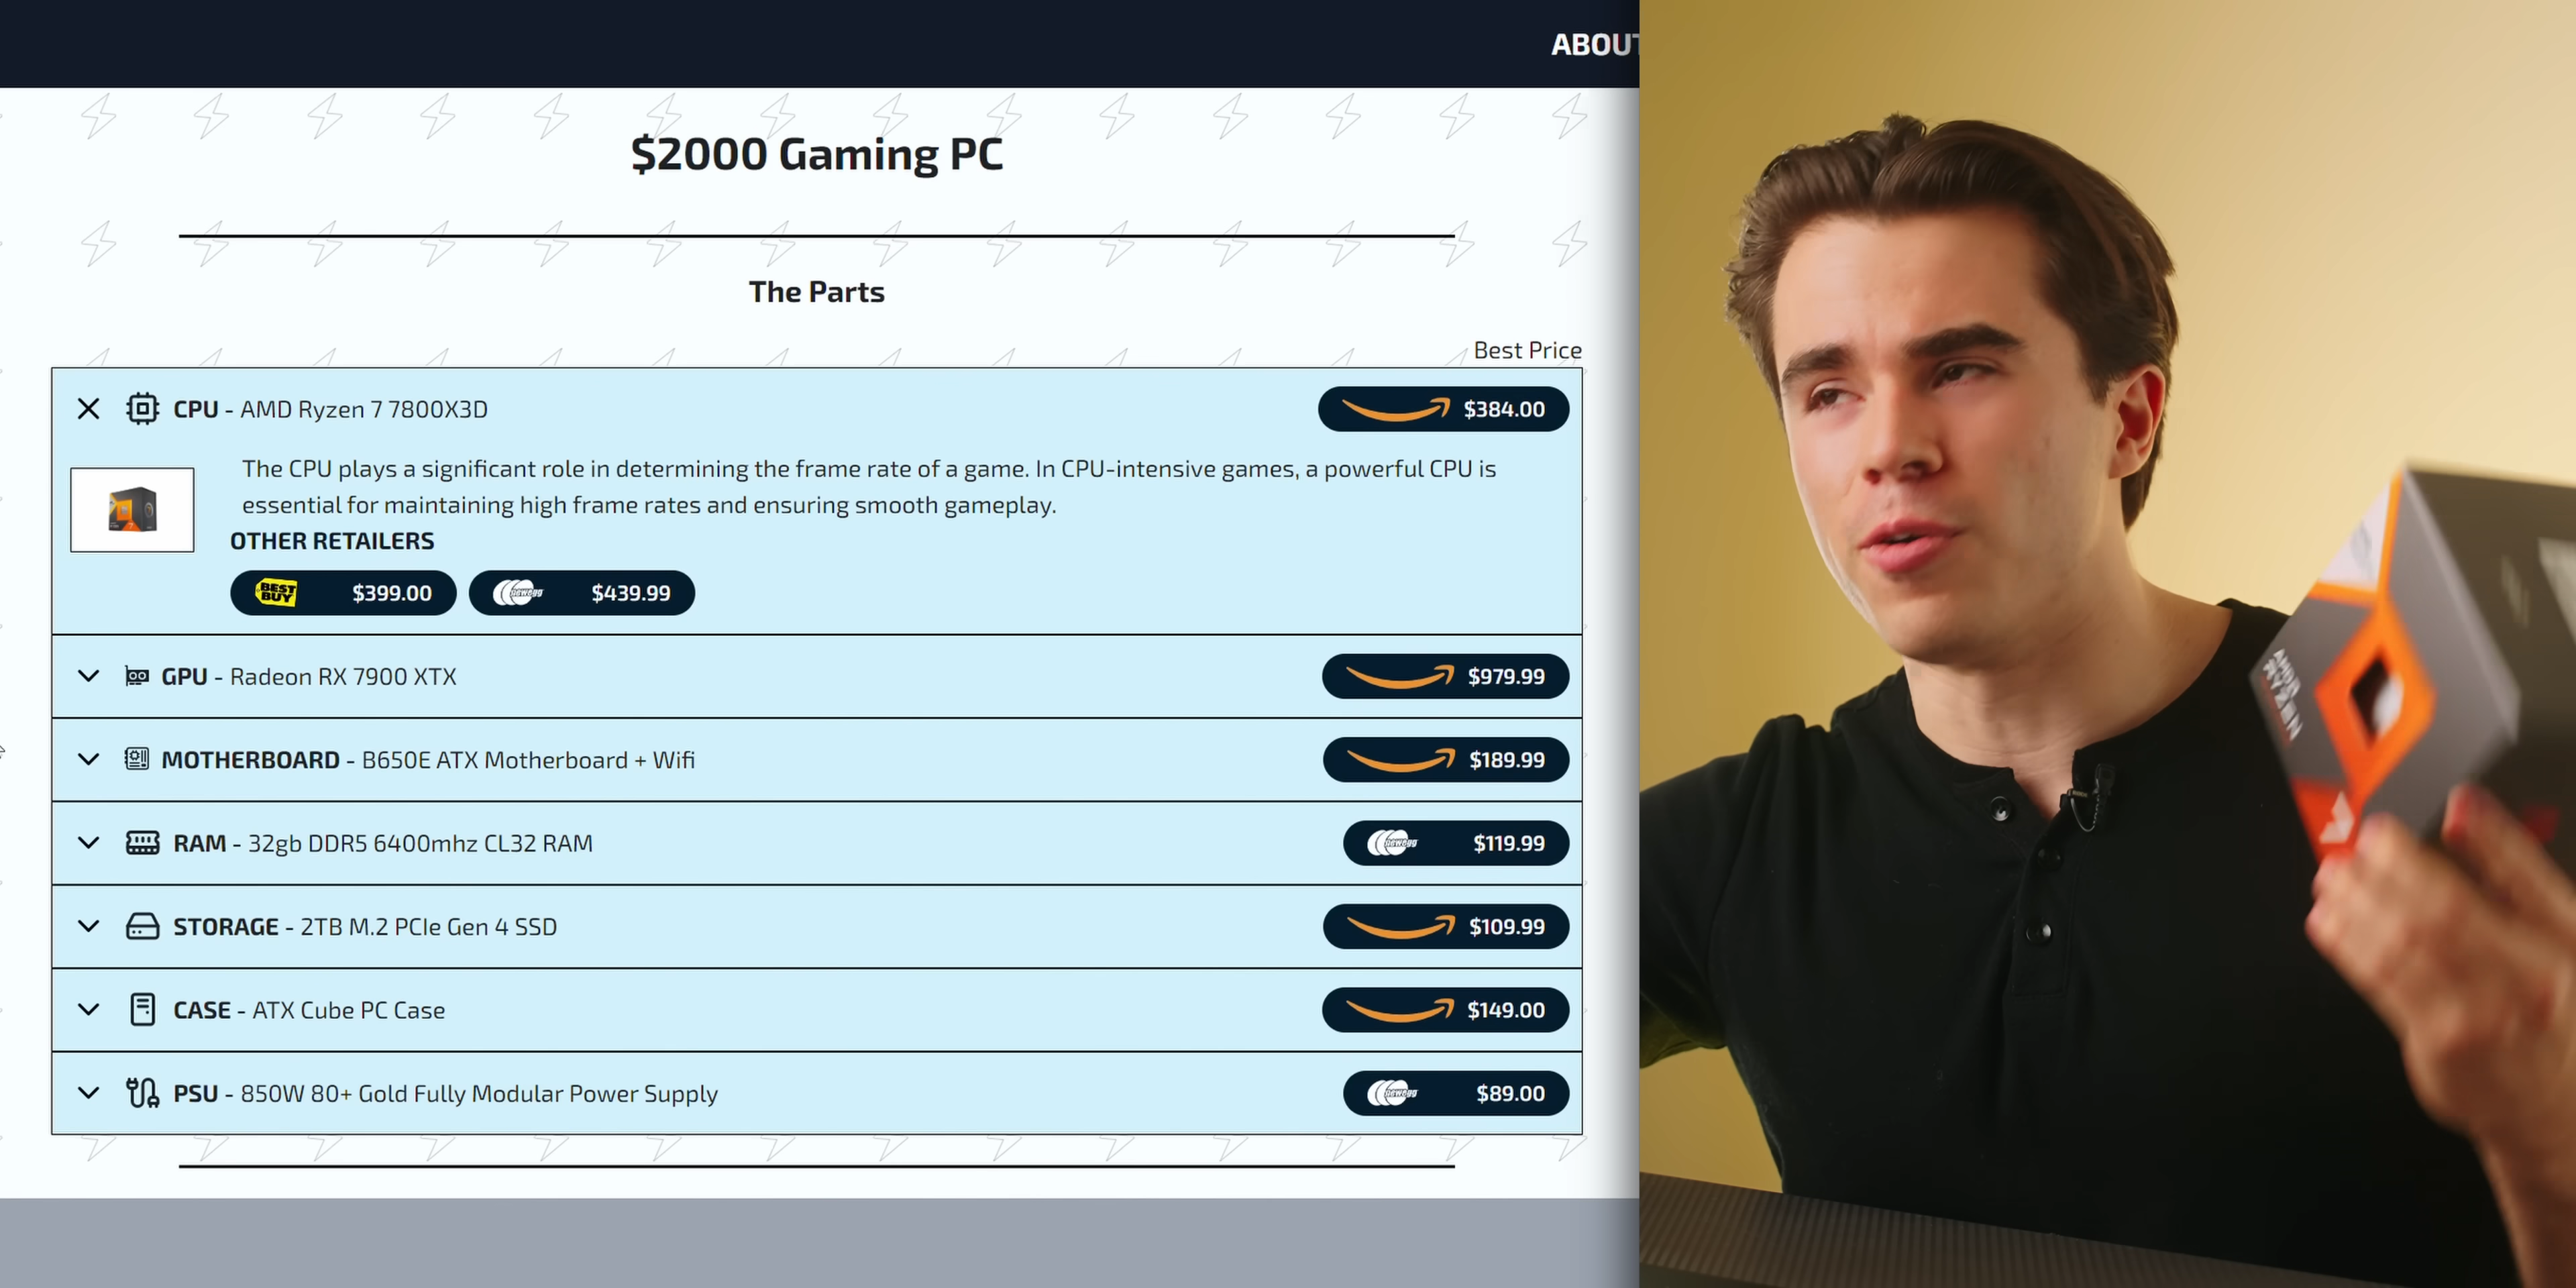 ABOUT
$2000 Gaming PC
The Parts
Best Price
CPU - AMD Ryzen 7 7800X3D
$384.00
The CPU plays a significant role in determining the frame rate of a game. In CPU-intensive games, a powerful CPU is
essential for maintaining high frame rates and ensuring smooth gameplay.
OTHER RETAILERS
BEST BUY $399.00
newegg $439.99
GPU - Radeon RX 7900 XTX
$979.99
MOTHERBOARD - B650E ATX Motherboard + Wifi
$189.99
RAM - 32gb DDR5 6400mhz CL32 RAM
newegg $119.99
STORAGE - 2TB M.2 PCIe Gen 4 SSD
$109.99
CASE - ATX Cube PC Case
$149.00
PSU - 850W 80+ Gold Fully Modular Power Supply
newegg $89.00
AMD
RYZEN